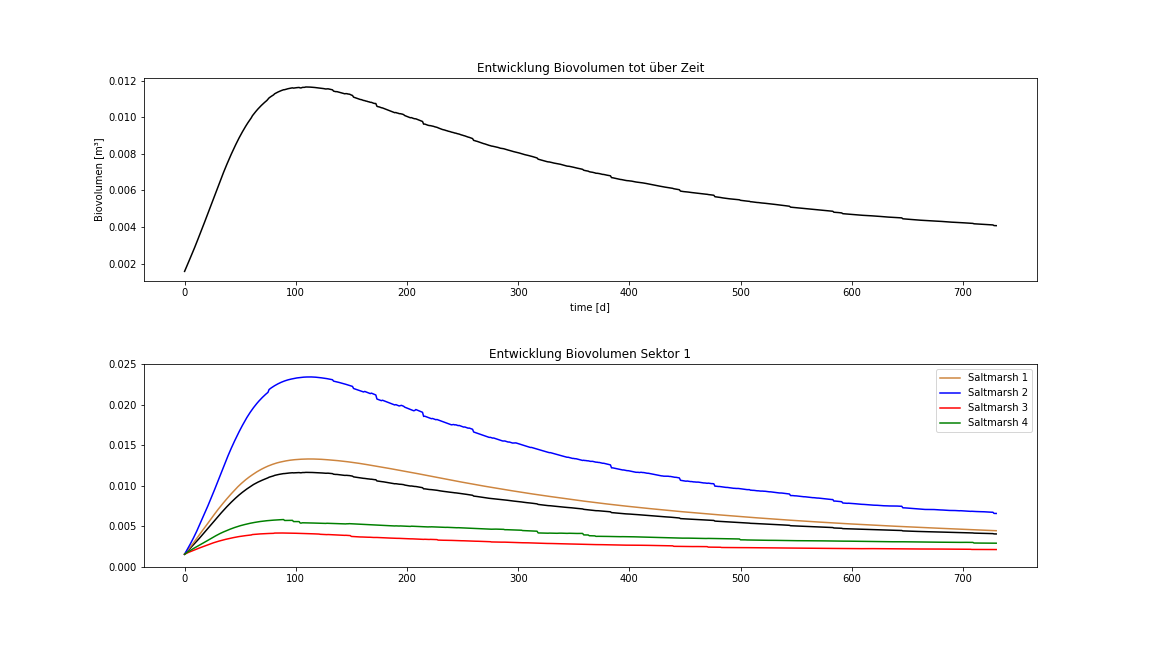 Entwicklung Biovolumen tot über Zeit
0.012
0.010
0.008
0.006
0.004
0.002
Biovolumen [m³]
0 100 200 300 400 500 600 700
time [d]
Entwicklung Biovolumen Sektor 1
0.025
0.020
0.015
0.010
0.005
0.000
Saltmarsh 1
Saltmarsh 2
Saltmarsh 3
Saltmarsh 4
0 100 200 300 400 500 600 700